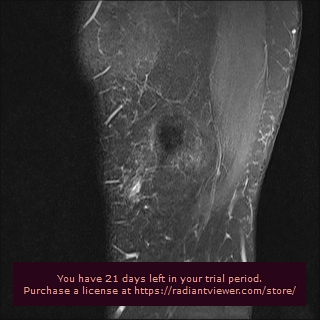 You have 21 days left in your trial period.
Purchase a license at https://radiantviewer.com/store/